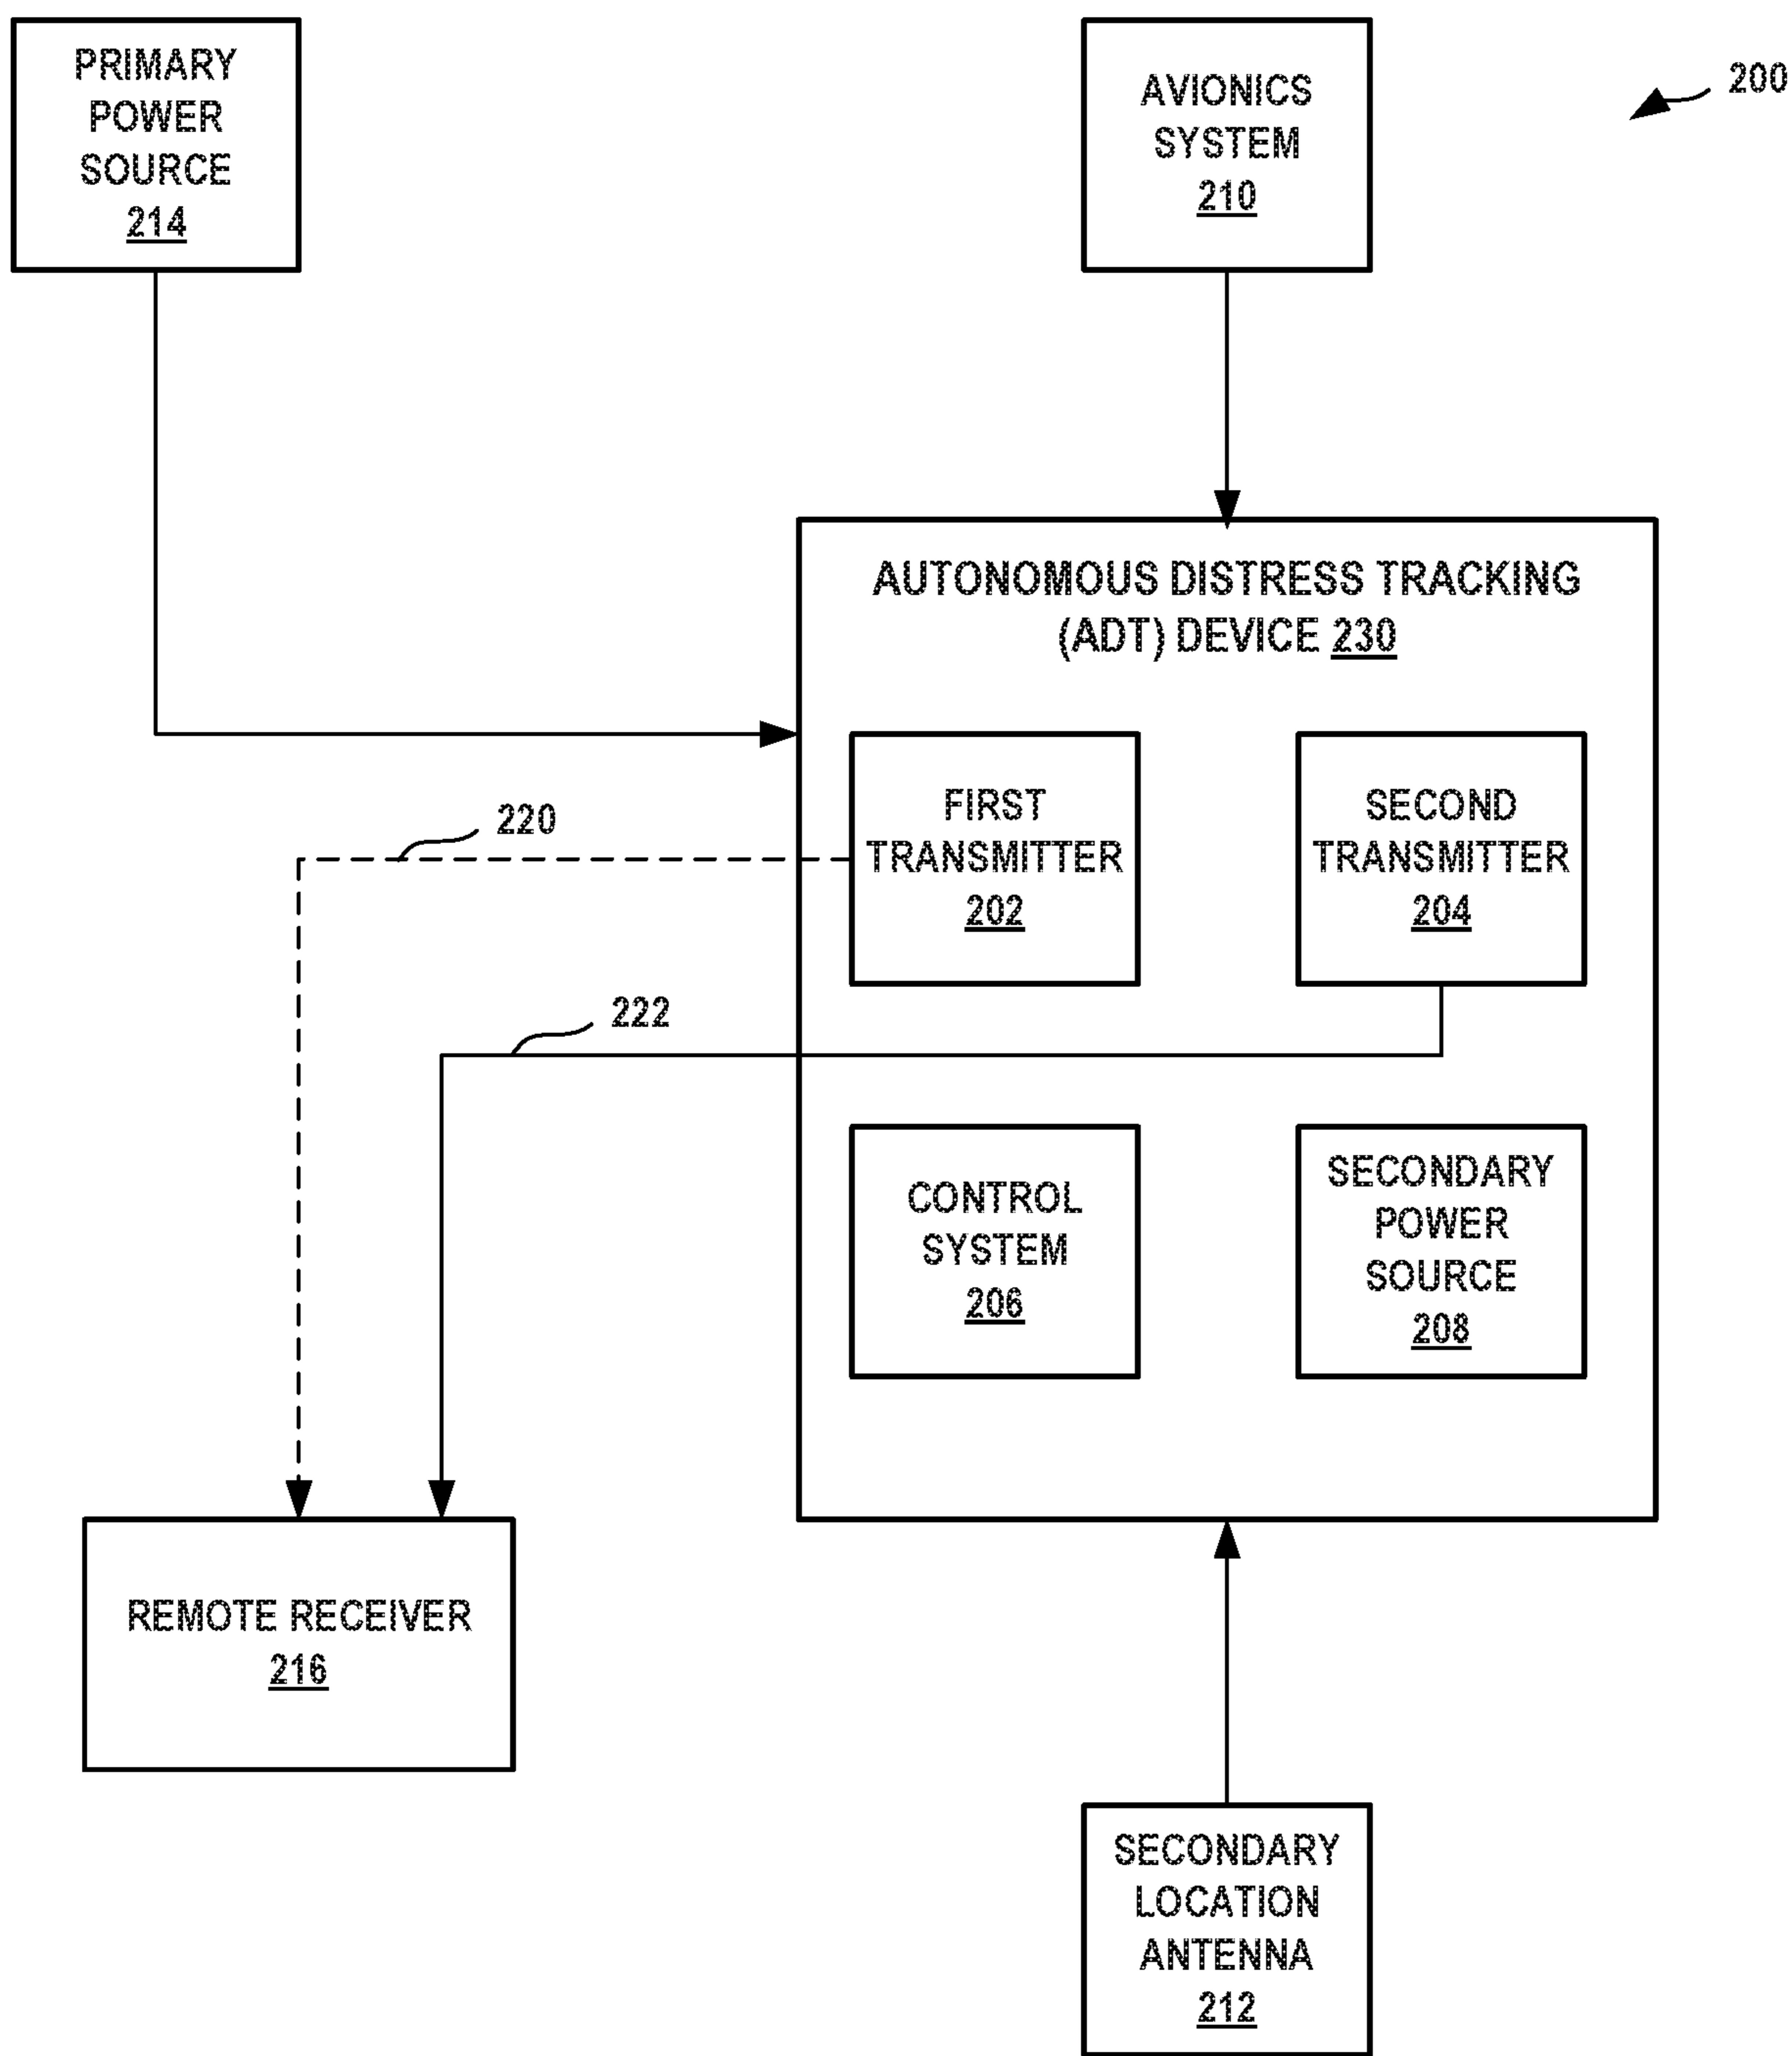 PRIMARY
POWER
SOURCE
214
AVIONICS
SYSTEM
210
200
AUTONOMOUS DISTRESS TRACKING
(ADT) DEVICE 230
FIRST
TRANSMITTER
202
SECOND
TRANSMITTER
204
220
222
CONTROL
SYSTEM
206
SECONDARY
POWER
SOURCE
208
REMOTE RECEIVER
216
SECONDARY
LOCATION
ANTENNA
212